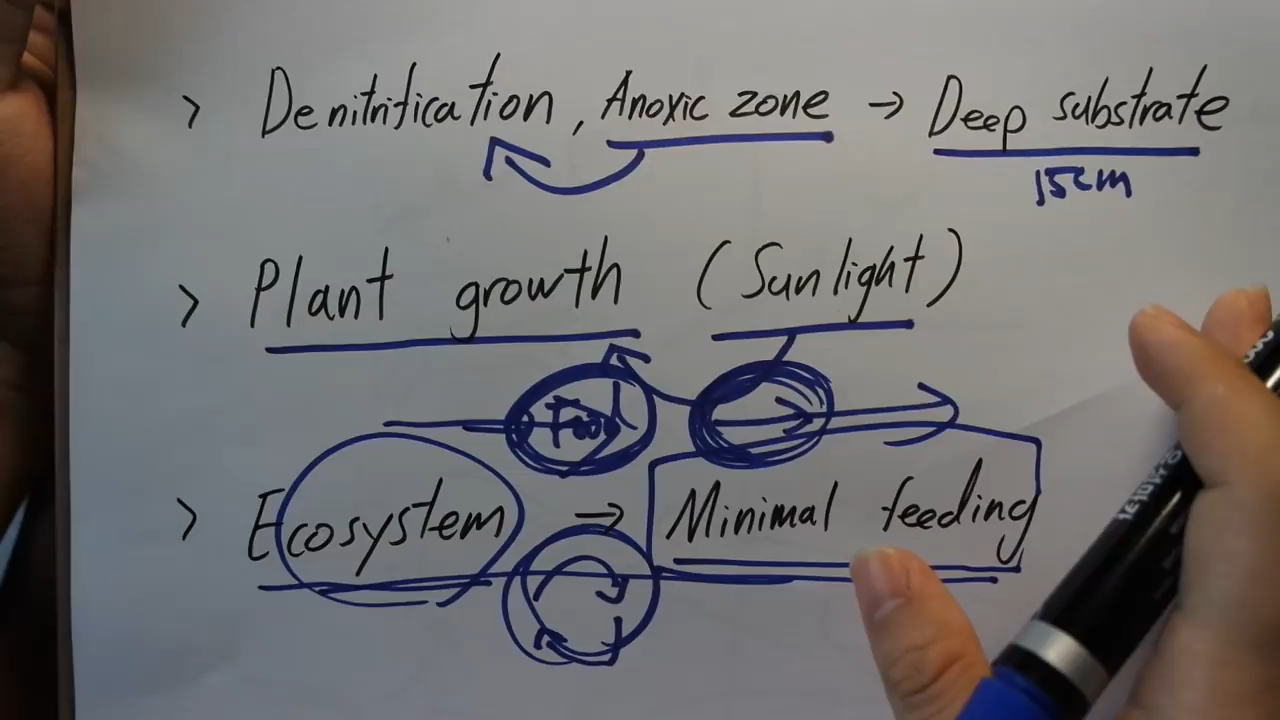 > Denitrification, Anoxic zone → Deep substrate
15cm
> Plant growth (Sunlight)
Food
> Ecosystem → Minimal feeding